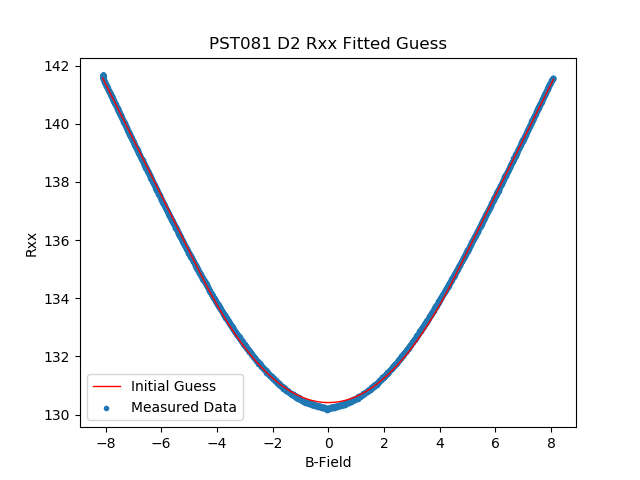 PST081 D2 Rxx Fitted Guess
142
140
138
136
134
132
130
Rxx
Initial Guess
Measured Data
−8 −6 −4 −2 0 2 4 6 8
B-Field